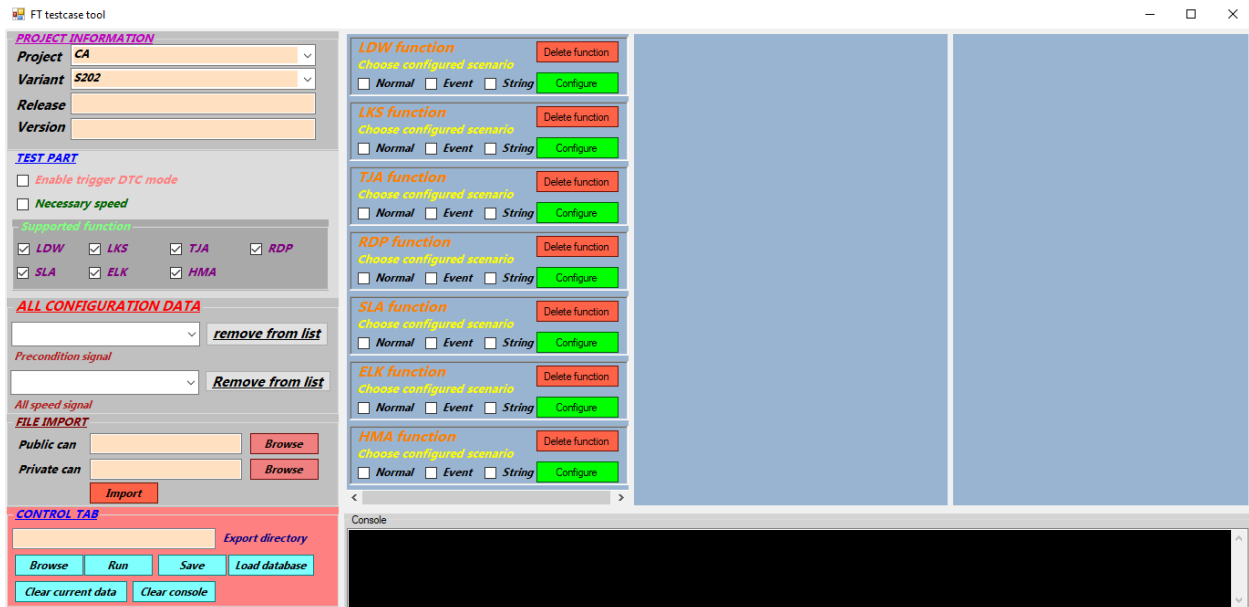 FT testcase tool
PROJECT INFORMATION
Project CA
Variant S202
Release
Version
TEST PART
Enable trigger DTC mode
Necessary speed
Supported function
LDW LKS TJA RDP
SLA ELK HMA
ALL CONFIGURATION DATA
remove from list
Precondition signal
Remove from list
All speed signal
FILE IMPORT
Public can Browse
Private can Browse
Import
CONTROL TAB
Export directory
Browse Run Save Load database
Clear current data Clear console
LDW function Delete function
Choose configured scenario
Normal Event String Configure
LKS function Delete function
Choose configured scenario
Normal Event String Configure
TJA function Delete function
Choose configured scenario
Normal Event String Configure
RDP function Delete function
Choose configured scenario
Normal Event String Configure
SLA function Delete function
Choose configured scenario
Normal Event String Configure
ELK function Delete function
Choose configured scenario
Normal Event String Configure
HMA function Delete function
Choose configured scenario
Normal Event String Configure
Console